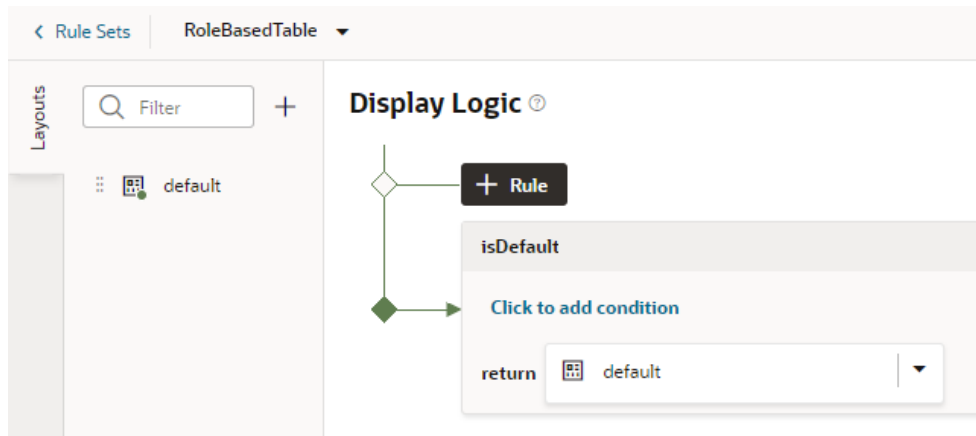 Rule Sets RoleBasedTable
Layouts
Filter
default
Display Logic
Rule
isDefault
Click to add condition
return default